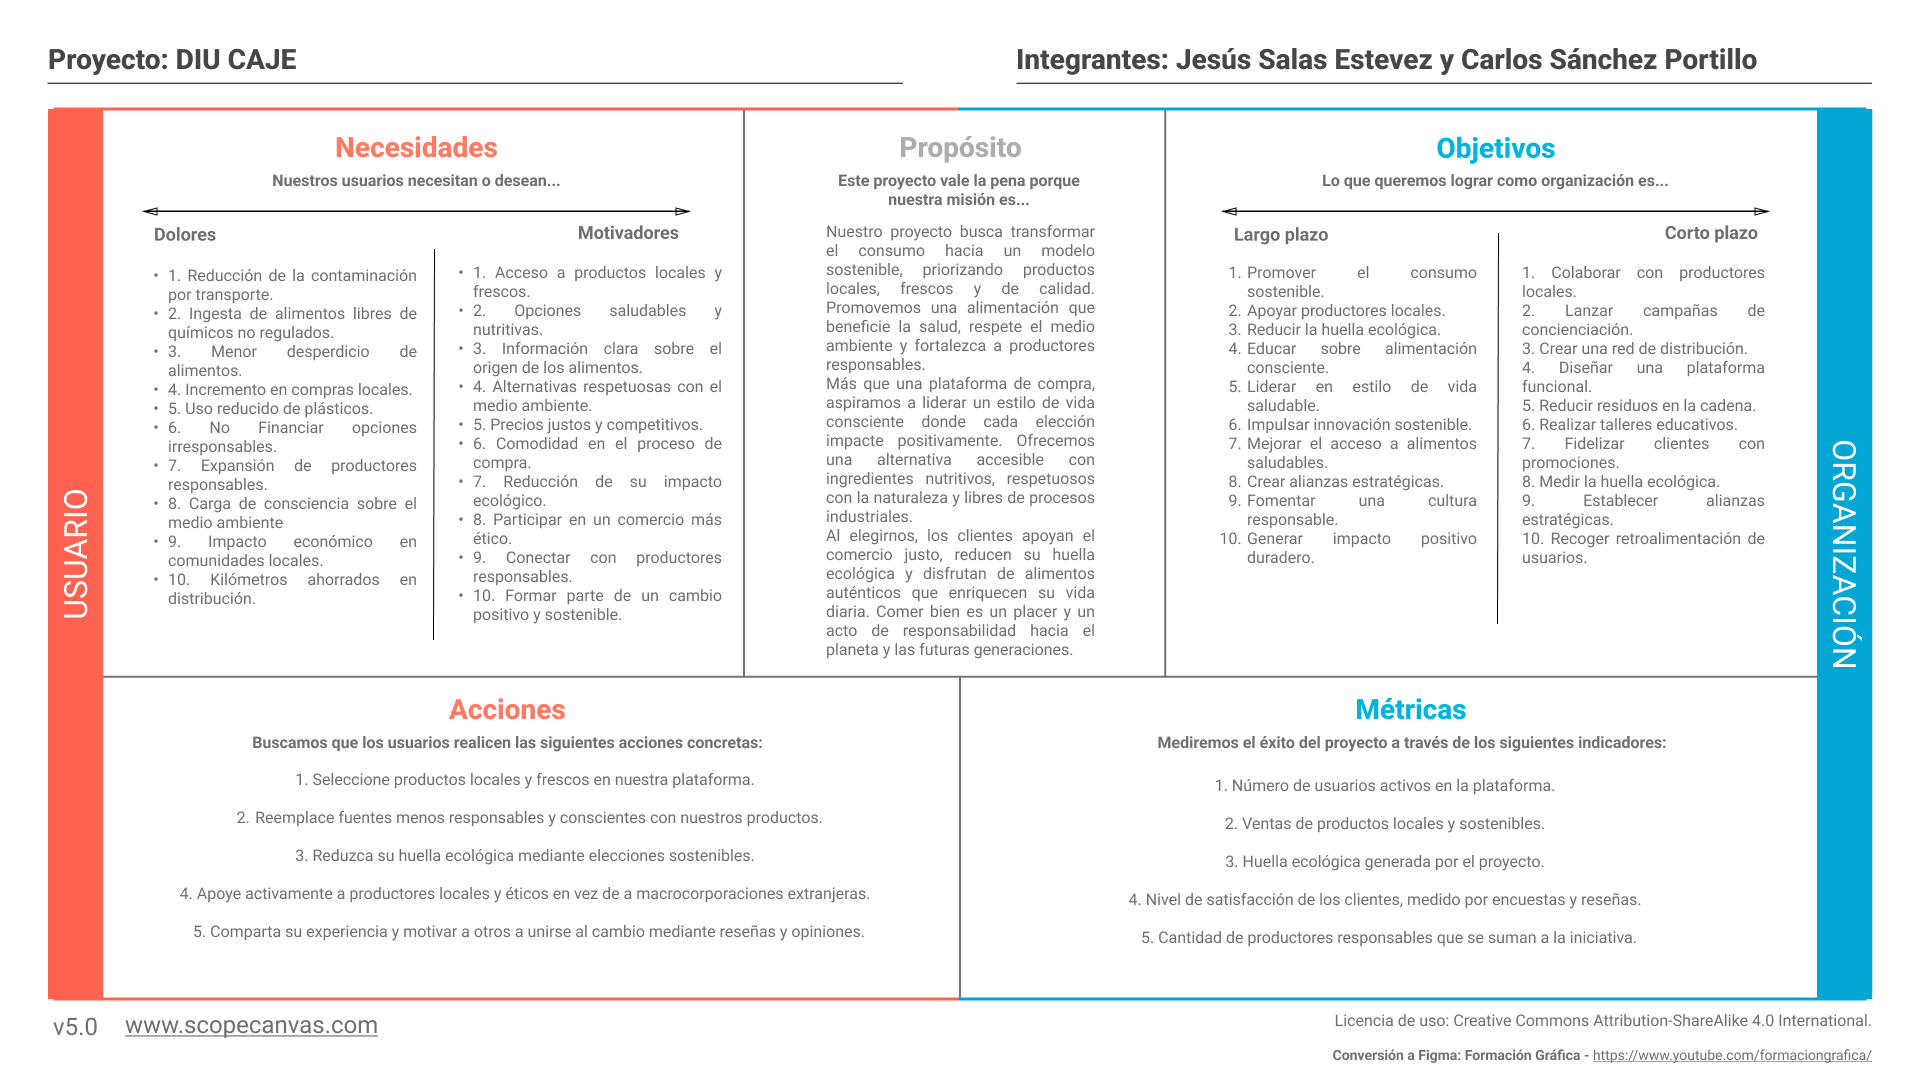 Proyecto: DIU CAJE
Integrantes: Jesús Salas Estevez y Carlos Sánchez Portillo
USUARIO
Necesidades
Nuestros usuarios necesitan o desean...
Dolores
• 1. Reducción de la contaminación
por transporte.
• 2. Ingesta de alimentos libres de
químicos no regulados.
• 3. Menor desperdicio de
alimentos.
• 4. Incremento en compras locales.
• 5. Uso reducido de plásticos.
• 6. No Financiar opciones
irresponsables.
• 7. Expansión de productores
responsables.
• 8. Carga de consciencia sobre el
medio ambiente
• 9. Impacto económico en
comunidades locales.
• 10. Kilómetros ahorrados en
distribución.
Motivadores
• 1. Acceso a productos locales y
frescos.
• 2. Opciones saludables y
nutritivas.
• 3. Información clara sobre el
origen de los alimentos.
• 4. Alternativas respetuosas con el
medio ambiente.
• 5. Precios justos y competitivos.
• 6. Comodidad en el proceso de
compra.
• 7. Reducción de su impacto
ecológico.
• 8. Participar en un comercio más
ético.
• 9. Conectar con productores
responsables.
• 10. Formar parte de un cambio
positivo y sostenible.
Propósito
Este proyecto vale la pena porque
nuestra misión es...
Nuestro proyecto busca transformar
el consumo hacia un modelo
sostenible, priorizando productos
locales, frescos y de calidad.
Promovemos una alimentación que
beneficie la salud, respete el medio
ambiente y fortalezca a productores
responsables.
Más que una plataforma de compra,
aspiramos a liderar un estilo de vida
consciente donde cada elección
impacte positivamente. Ofrecemos
una alternativa accesible con
ingredientes nutritivos, respetuosos
con la naturaleza y libres de procesos
industriales.
Al elegirnos, los clientes apoyan el
comercio justo, reducen su huella
ecológica y disfrutan de alimentos
auténticos que enriquecen su vida
diaria. Comer bien es un placer y un
acto de responsabilidad hacia el
planeta y las futuras generaciones.
Objetivos
Lo que queremos lograr como organización es...
Largo plazo
1. Promover el consumo
sostenible.
2. Apoyar productores locales.
3. Reducir la huella ecológica.
4. Educar sobre alimentación
consciente.
5. Liderar en estilo de vida
saludable.
6. Impulsar innovación sostenible.
7. Mejorar el acceso a alimentos
saludables.
8. Crear alianzas estratégicas.
9. Fomentar una cultura
responsable.
10. Generar impacto positivo
duradero.
Corto plazo
1. Colaborar con productores
locales.
2. Lanzar campañas de
concienciación.
3. Crear una red de distribución.
4. Diseñar una plataforma
funcional.
5. Reducir residuos en la cadena.
6. Realizar talleres educativos.
7. Fidelizar clientes con
promociones.
8. Medir la huella ecológica.
9. Establecer alianzas
estratégicas.
10. Recoger retroalimentación de
usuarios.
ORGANIZACIÓN
Acciones
Buscamos que los usuarios realicen las siguientes acciones concretas:
1. Seleccione productos locales y frescos en nuestra plataforma.
2. Reemplace fuentes menos responsables y conscientes con nuestros productos.
3. Reduzca su huella ecológica mediante elecciones sostenibles.
4. Apoye activamente a productores locales y éticos en vez de a macrocorporaciones extranjeras.
5. Comparta su experiencia y motivar a otros a unirse al cambio mediante reseñas y opiniones.
Métricas
Mediremos el éxito del proyecto a través de los siguientes indicadores:
1. Número de usuarios activos en la plataforma.
2. Ventas de productos locales y sostenibles.
3. Huella ecológica generada por el proyecto.
4. Nivel de satisfacción de los clientes, medido por encuestas y reseñas.
5. Cantidad de productores responsables que se suman a la iniciativa.
v5.0 www.scopecanvas.com
Licencia de uso: Creative Commons Attribution-ShareAlike 4.0 International.
Conversión a Figma: Formación Gráfica - https://www.youtube.com/formaciongrafica/